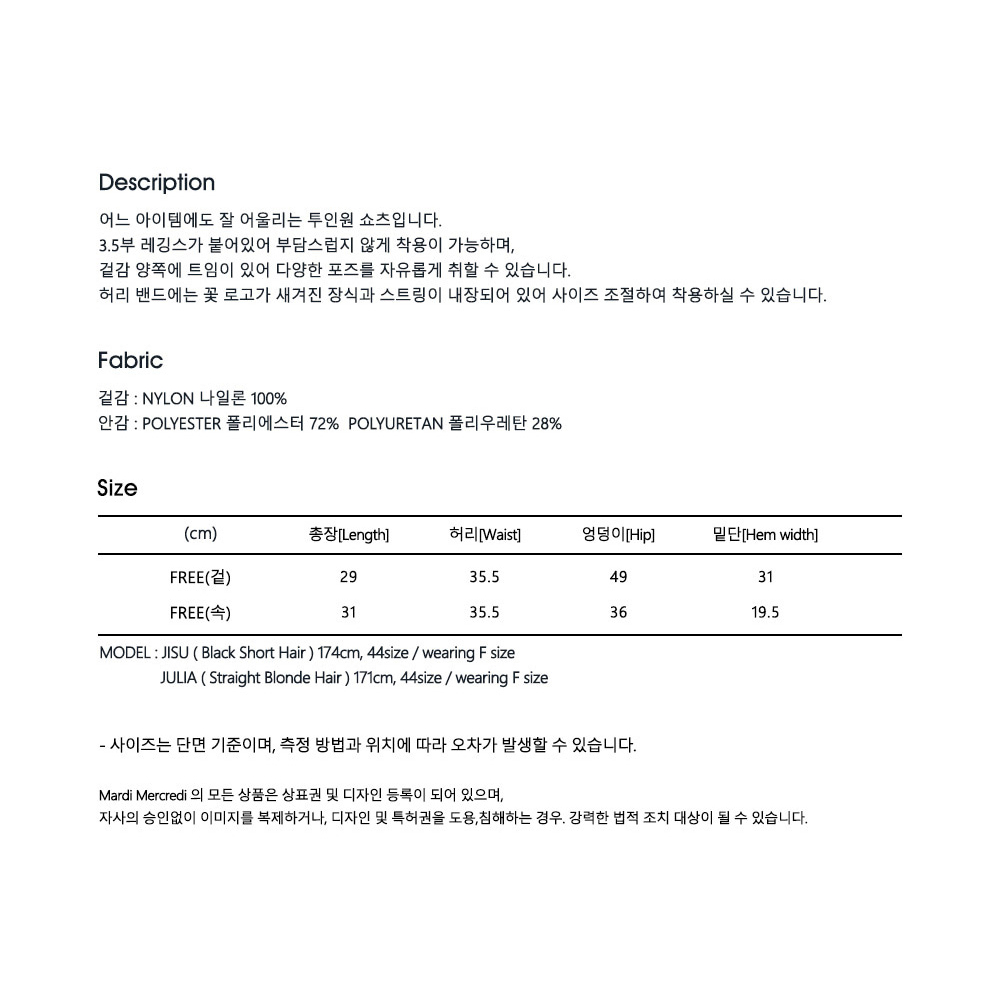 Description
어느 아이템에도 잘 어울리는 투인원 쇼츠입니다.
3.5부 레깅스가 붙어있어 부담스럽지 않게 착용이 가능하며,
겉감 양쪽에 트임이 있어 다양한 포즈를 자유롭게 취할 수 있습니다.
허리 밴드에는 꽃 로고가 새겨진 장식과 스트링이 내장되어 있어 사이즈 조절하여 착용하실 수 있습니다.
Fabric
겉감 : NYLON 나일론 100%
안감 : POLYESTER 폴리에스터 72%  POLYURETAN 폴리우레탄 28%
Size
(cm) 총장[Length] 허리[Waist] 엉덩이[Hip] 밑단[Hem width]
FREE(겉) 29 35.5 49 31
FREE(속) 31 35.5 36 19.5
MODEL : JISU ( Black Short Hair ) 174cm, 44size / wearing F size
JULIA ( Straight Blonde Hair ) 171cm, 44size / wearing F size
- 사이즈는 단면 기준이며, 측정 방법과 위치에 따라 오차가 발생할 수 있습니다.
Mardi Mercredi 의 모든 상품은 상표권 및 디자인 등록이 되어 있으며,
자사의 승인없이 이미지를 복제하거나, 디자인 및 특허권을 도용,침해하는 경우. 강력한 법적 조치 대상이 될 수 있습니다.